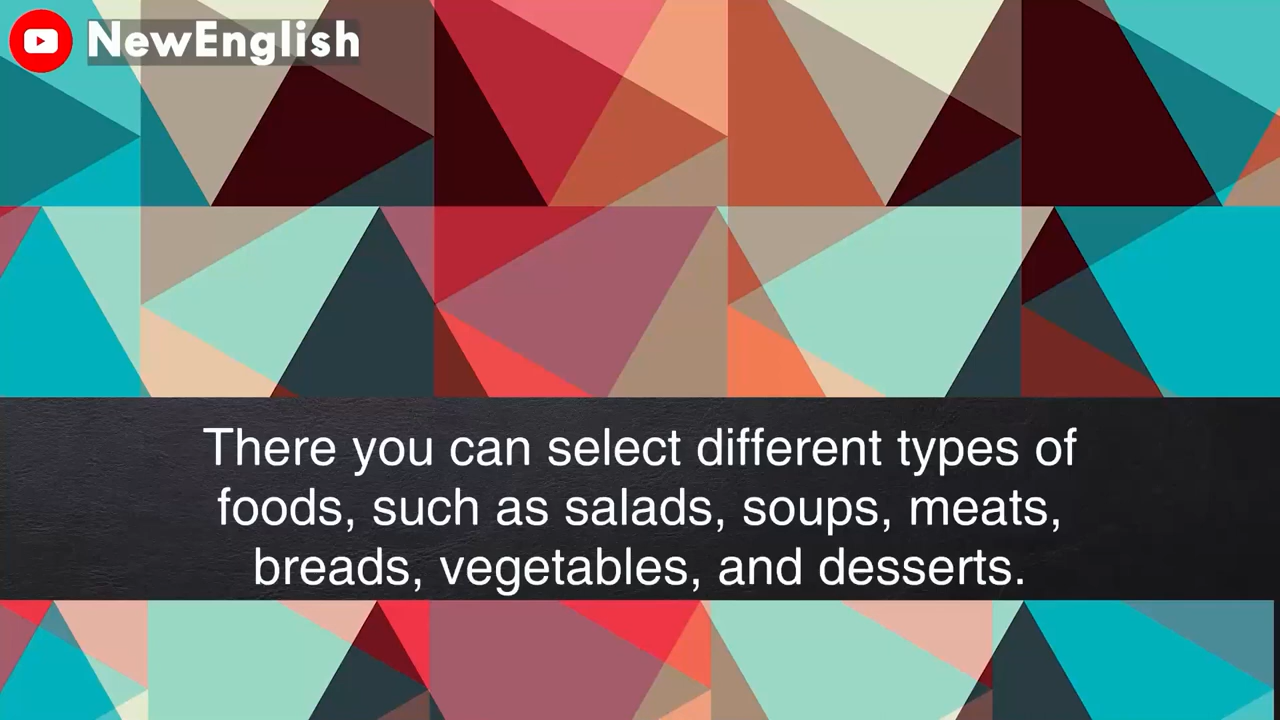 NewEnglish
There you can select different types of
foods, such as salads, soups, meats,
breads, vegetables, and desserts.